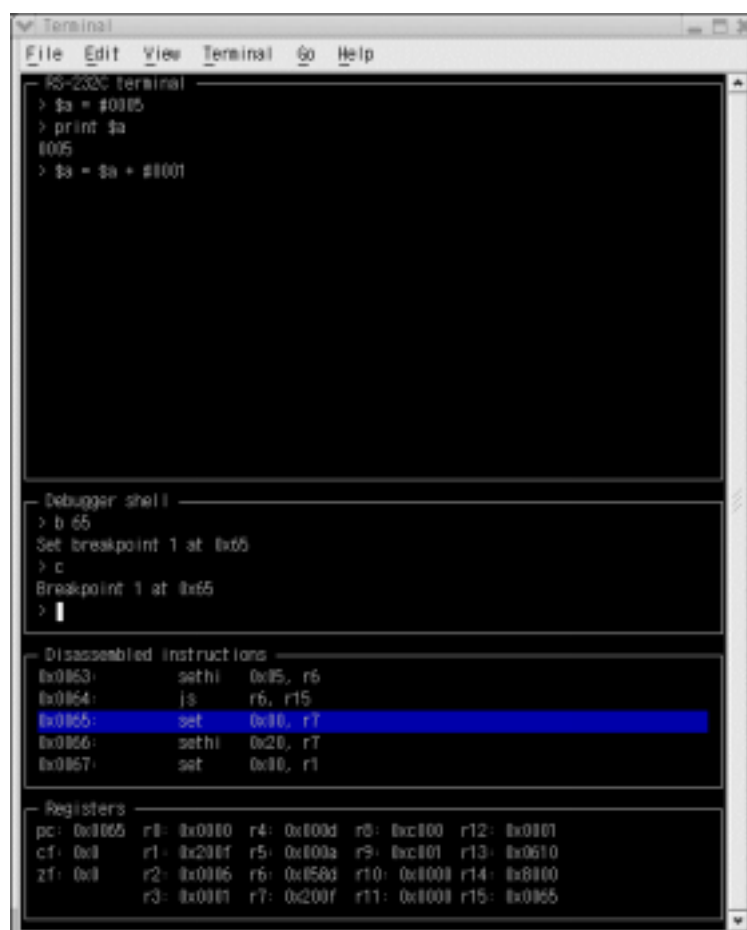 Terminal
File Edit View Terminal Go Help
RS-232C terminal
> $a = #0005
> print $a
0005
> $a = $a + #0001
Debugger shell
> b 65
Set breakpoint 1 at 0x65
> c
Breakpoint 1 at 0x65
>
Disassembled instructions
0x0063: sethi 0x05, r6
0x0064: js r6, r15
0x0065: set 0x00, r7
0x0066: sethi 0x20, r7
0x0067: set 0x00, r1
Registers
pc: 0x0065 r0: 0x0000 r4: 0x000d r8: 0xc000 r12: 0x0001
cf: 0x0 r1: 0x200f r5: 0x000a r9: 0xc001 r13: 0x0610
zf: 0x0 r2: 0x0006 r6: 0x058d r10: 0x0000 r14: 0x8000
r3: 0x0001 r7: 0x200f r11: 0x0000 r15: 0x0065